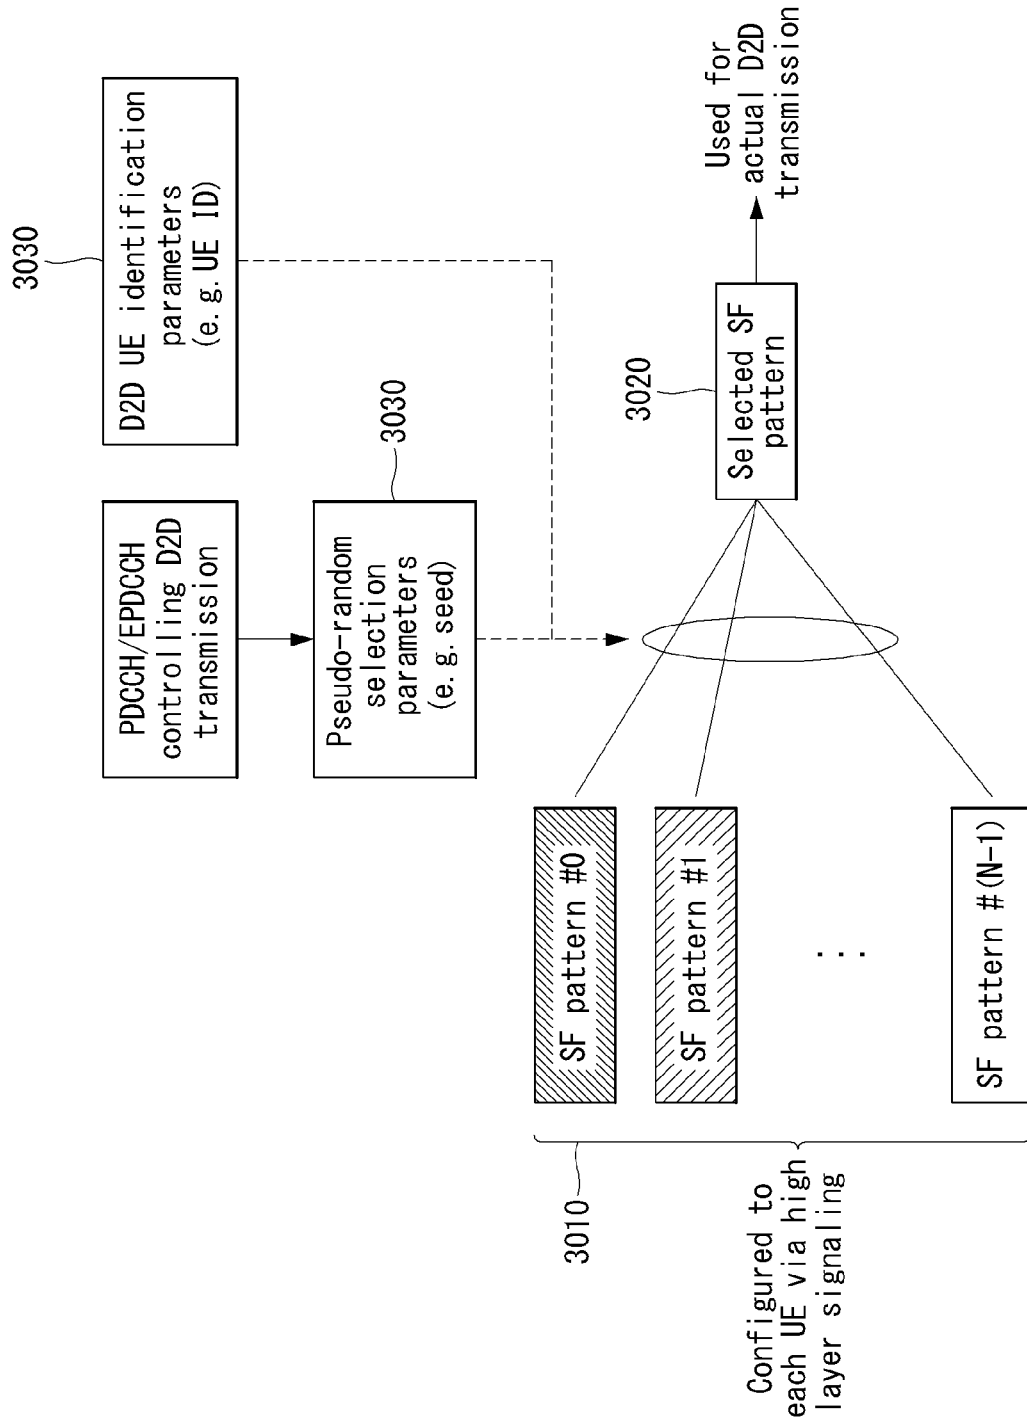 3030
D2D UE identification
parameters
(e.g. UE ID)
PDCCH/EPDCCH
controlling D2D
transmission
3030
Pseudo-random
selection
parameters
(e.g. seed)
3010
SF pattern #0
SF pattern #1
...
SF pattern #(N-1)
Configured to
each UE via high
layer signaling
3020
Selected SF
pattern
Used for
actual D2D
transmission